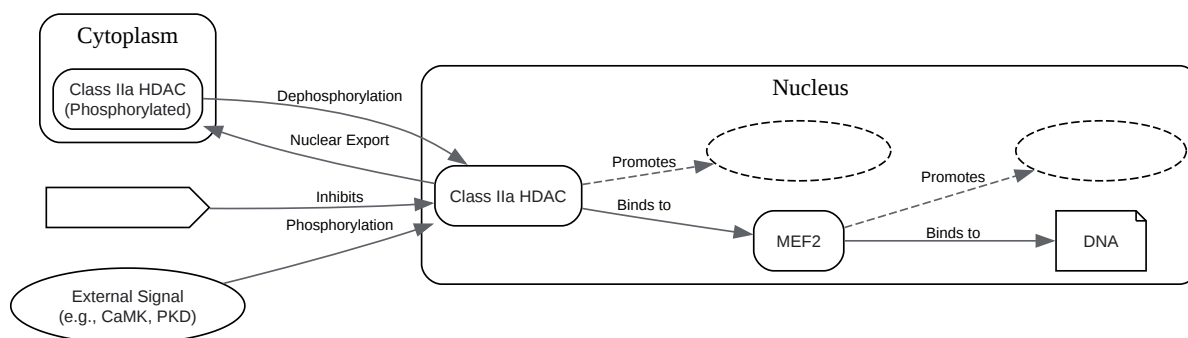 Cytoplasm
Class IIa HDAC
(Phosphorylated)
Dephosphorylation
Nuclear Export
Inhibits
Phosphorylation
External Signal
(e.g., CaMK, PKD)
Nucleus
Class IIa HDAC
Promotes
Binds to
MEF2
Promotes
Binds to
DNA